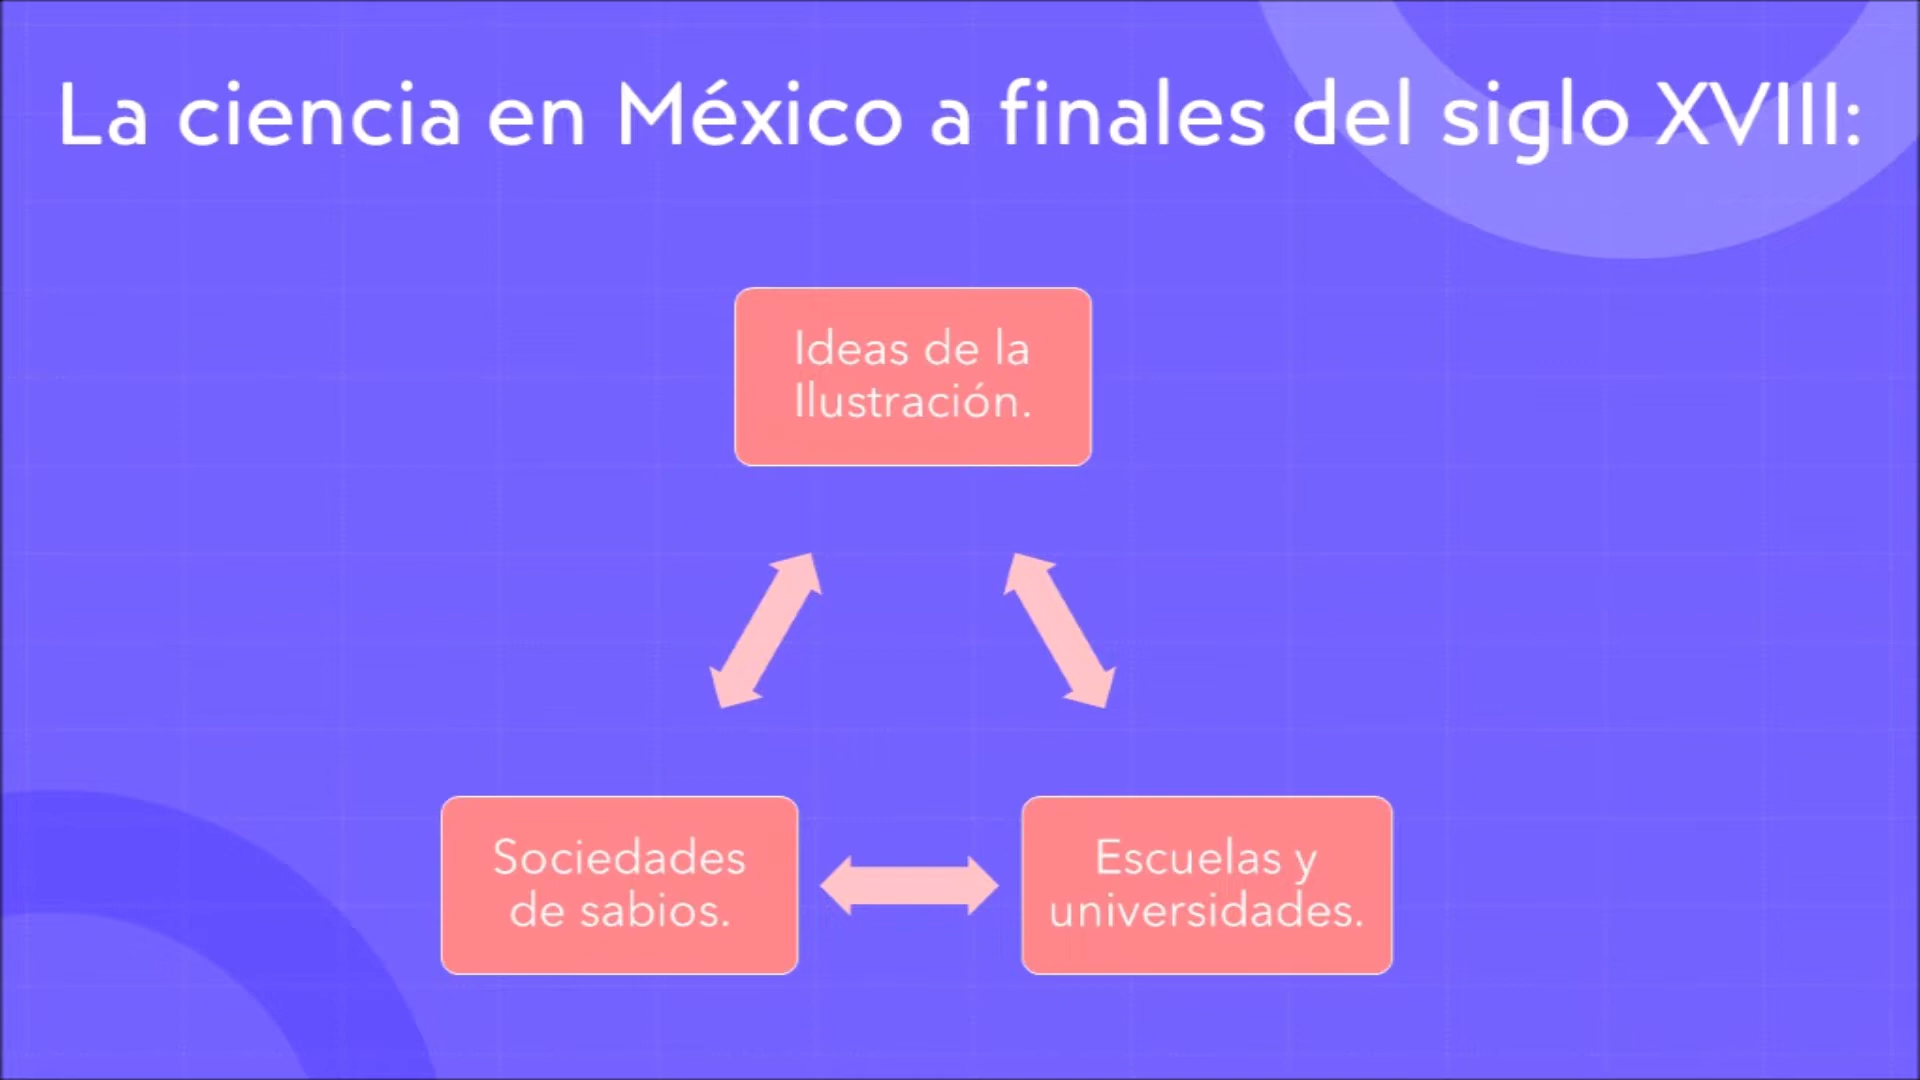 La ciencia en México a finales del siglo XVIII:
Ideas de la
Ilustración.
Sociedades
de sabios.
Escuelas y
universidades.